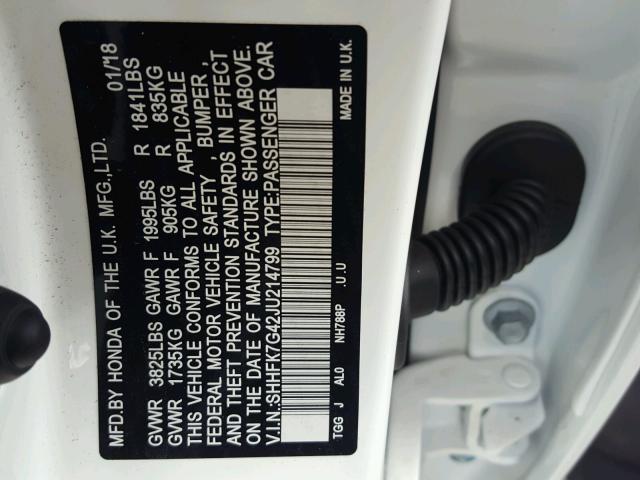 MFD.BY HONDA OF THE U.K. MFG.,LTD. 01/18
GVWR 3825LBS GAWR F 1995LBS R 1841LBS
GVWR 1735KG GAWR F 905KG R 835KG
THIS VEHICLE CONFORMS TO ALL APPLICABLE
FEDERAL MOTOR VEHICLE SAFETY , BUMPER ,
AND THEFT PREVENTION STANDARDS IN EFFECT
ON THE DATE OF MANUFACTURE SHOWN ABOVE.
V.I.N.:SHHFK7G42JU214799 TYPE:PASSENGER CAR
TGG J AL0 NH788P .U .U MADE IN U.K.